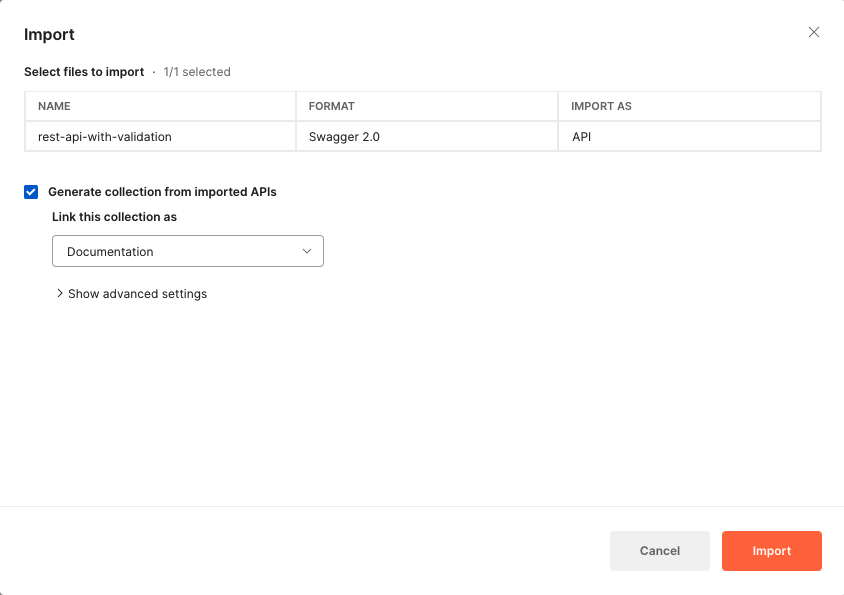 Import
Select files to import · 1/1 selected
NAME FORMAT IMPORT AS
rest-api-with-validation Swagger 2.0 API
Generate collection from imported APIs
Link this collection as
Documentation
Show advanced settings
Cancel Import